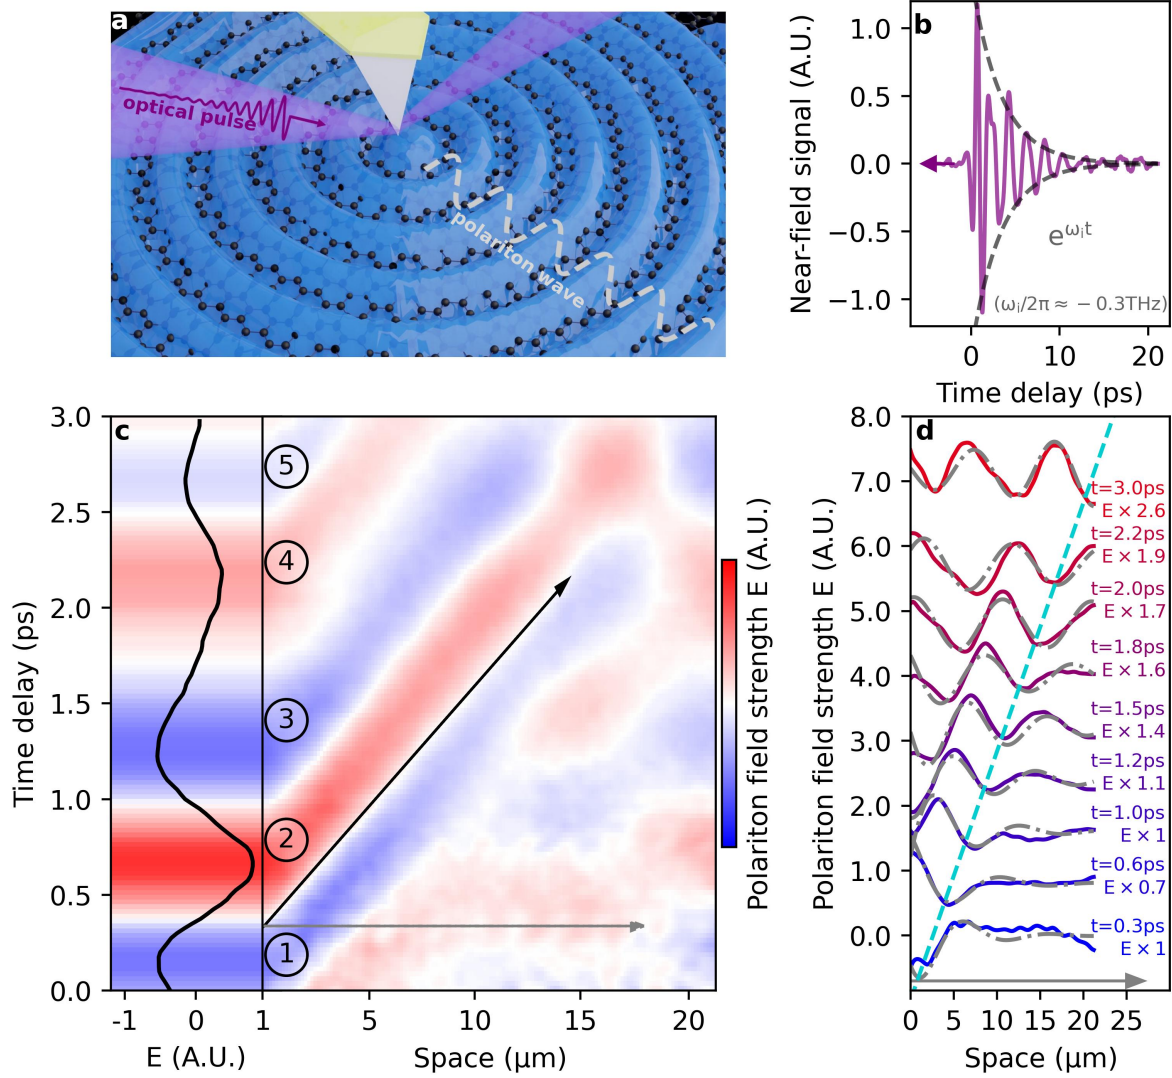 a
optical pulse
polariton wave
b
Near-field signal (A.U.)
1.0
0.5
0.0
−0.5
−1.0
e^{ωᵢt}
(ωᵢ/2π ≈ − 0.3THz)
0 10 20
Time delay (ps)
c
Time delay (ps)
3.0
2.5
2.0
1.5
1.0
0.5
0.0
5
4
3
2
1
-1 0 1 5 10 15 20
E (A.U.)
Space (μm)
Polariton field strength E (A.U.)
d
Polariton field strength E (A.U.)
8.0
7.0
6.0
5.0
4.0
3.0
2.0
1.0
0.0
t=3.0ps
E × 2.6
t=2.2ps
E × 1.9
t=2.0ps
E × 1.7
t=1.8ps
E × 1.6
t=1.5ps
E × 1.4
t=1.2ps
E × 1.1
t=1.0ps
E × 1
t=0.6ps
E × 0.7
t=0.3ps
E × 1
0 5 10 15 20 25
Space (μm)